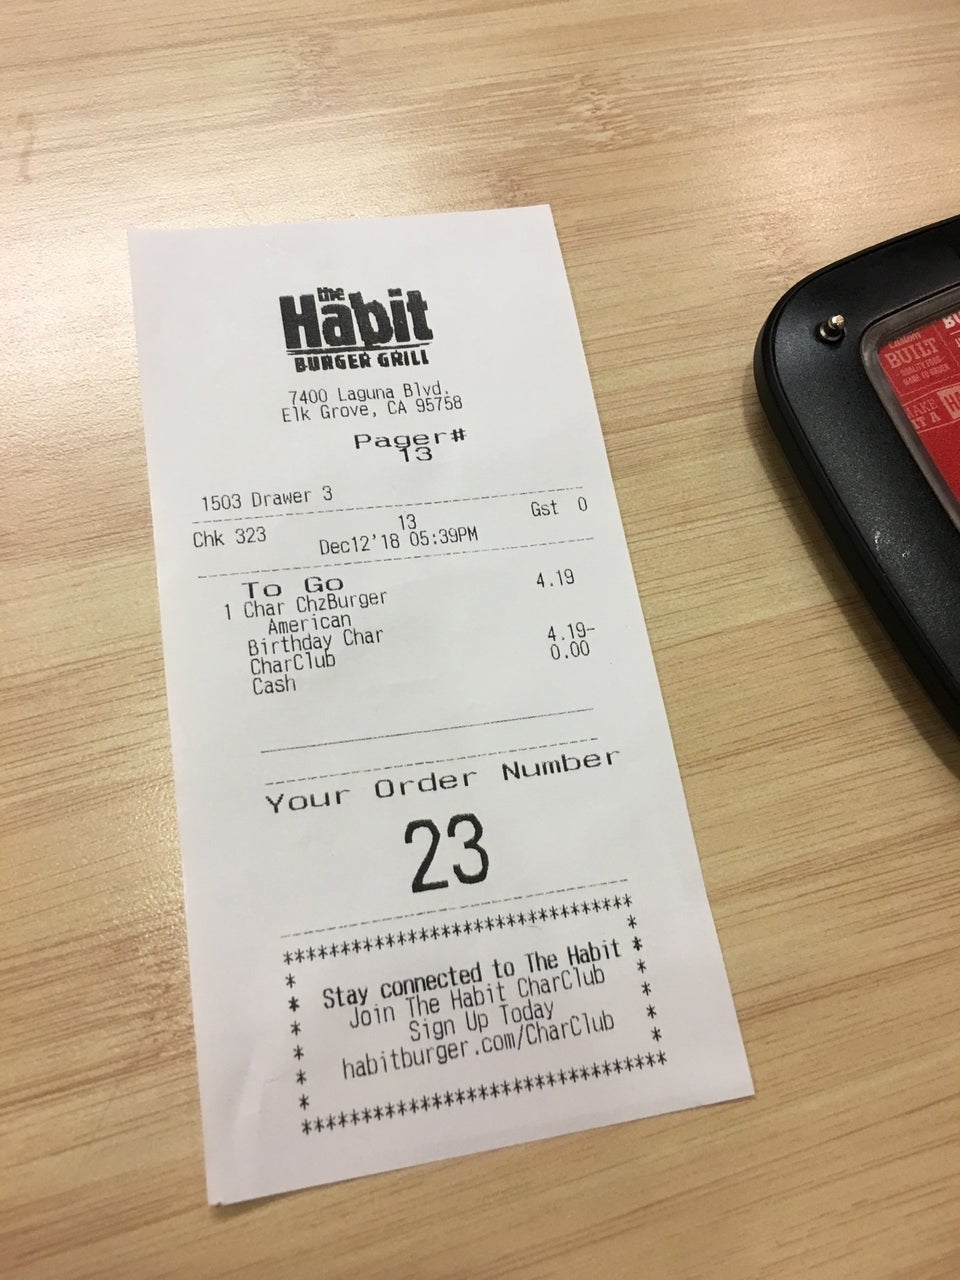 the
Habit
BURGER GRILL
7400 Laguna Blvd.
Elk Grove, CA 95758
Pager#
13
1503 Drawer 3
Chk 323 13 Gst 0
Dec12'18 05:39PM
To Go
1 Char ChzBurger 4.19
American
Birthday Char
CharClub 4.19-
Cash 0.00
Your Order Number
23
*******************************
* Stay connected to The Habit *
* Join The Habit CharClub *
* Sign Up Today *
* habitburger.com/CharClub *
*******************************
BUILT
MAKE
IT A